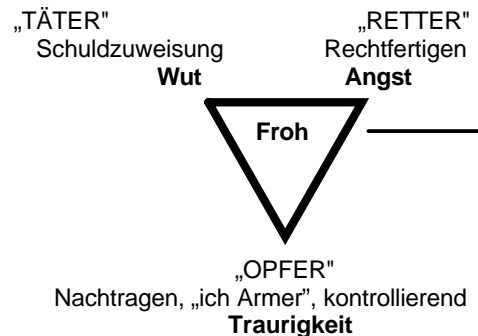 „TÄTER"
Schuldzuweisung
Wut
„RETTER"
Rechtfertigen
Angst
Froh
„OPFER"
Nachtragen, „ich Armer”, kontrollierend
Traurigkeit